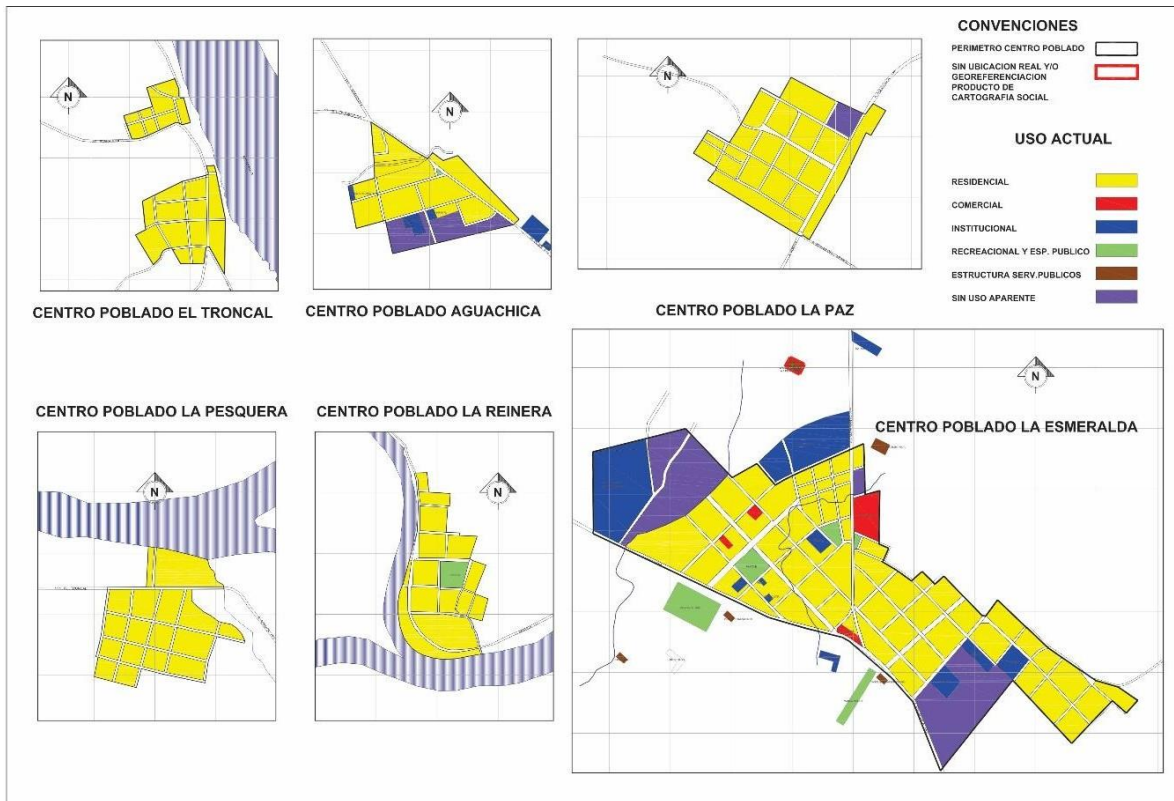 CONVENCIONES
PERIMETRO CENTRO POBLADO
SIN UBICACION REAL Y/O
GEOREFERENCIACION
PRODUCTO DE
CARTOGRAFIA SOCIAL
USO ACTUAL
RESIDENCIAL
COMERCIAL
INSTITUCIONAL
RECREACIONAL Y ESP. PUBLICO
ESTRUCTURA SERV.PUBLICOS
SIN USO APARENTE
N
N
N
CENTRO POBLADO EL TRONCAL
CENTRO POBLADO AGUACHICA
CENTRO POBLADO LA PAZ
CENTRO POBLADO LA PESQUERA
CENTRO POBLADO LA REINERA
CENTRO POBLADO LA ESMERALDA
N
N
N